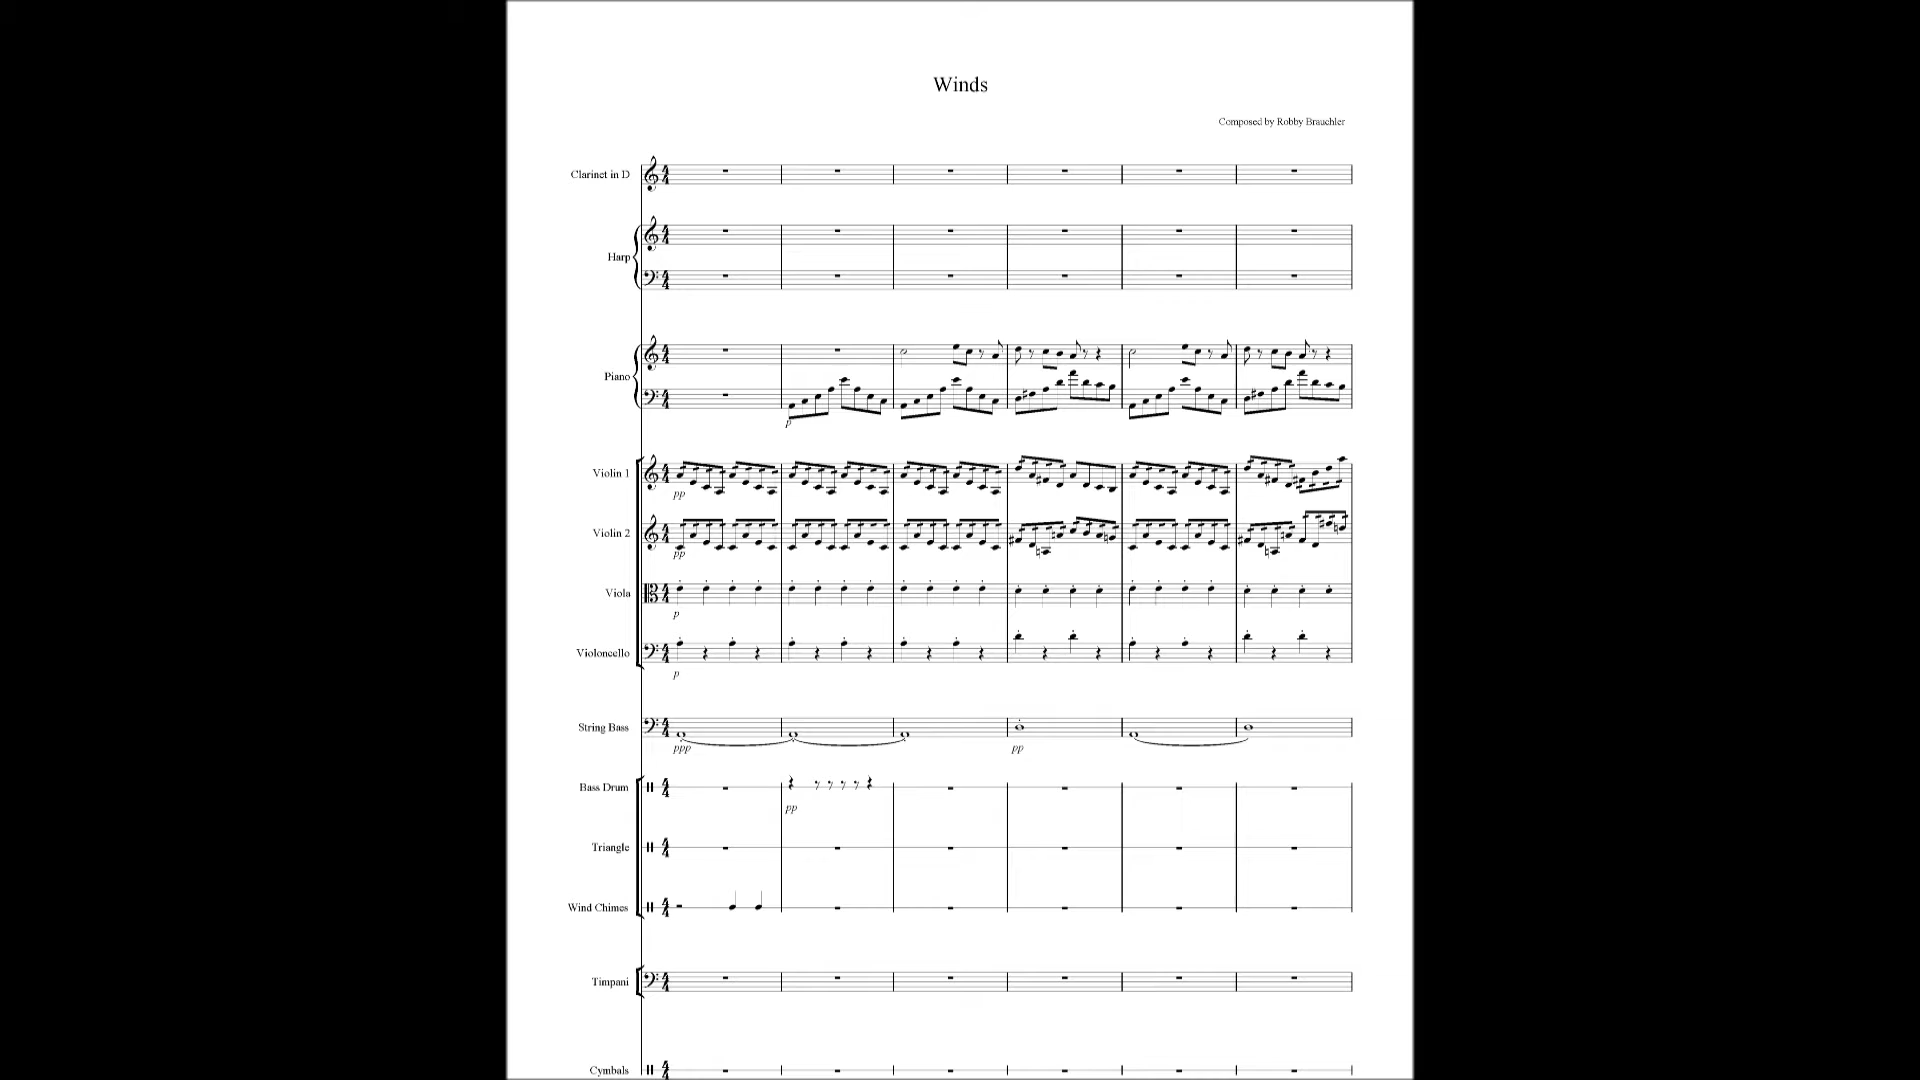 Winds
Composed by Robby Brauchler
Clarinet in D
Harp
Piano
p
Violin 1
pp
Violin 2
pp
Viola
p
Violoncello
p
String Bass
ppp pp
Bass Drum
pp
Triangle
Wind Chimes
Timpani
Cymbals